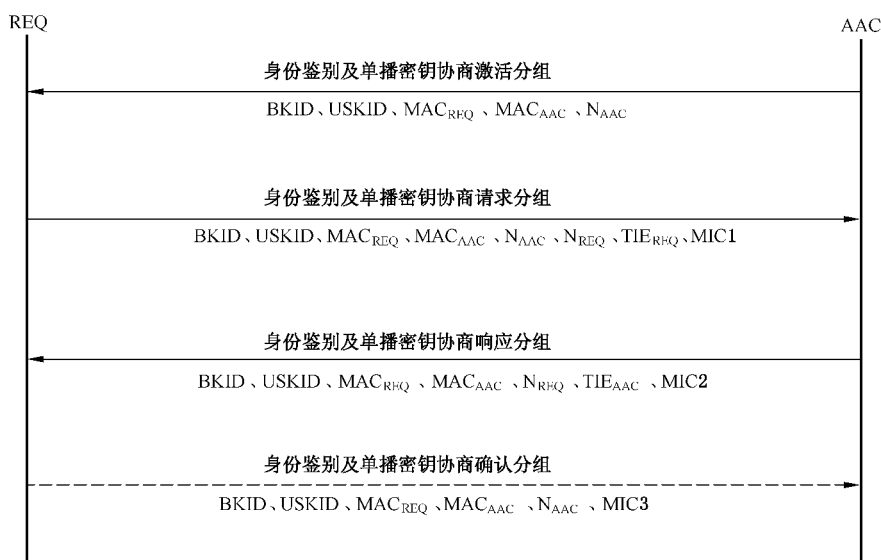 REQ AAC
身份鉴别及单播密钥协商激活分组
BKID、USKID、MAC_REQ、MAC_AAC、N_AAC
身份鉴别及单播密钥协商请求分组
BKID、USKID、MAC_REQ、MAC_AAC、N_AAC、N_REQ、TIE_REQ、MIC1
身份鉴别及单播密钥协商响应分组
BKID、USKID、MAC_REQ、MAC_AAC、N_REQ、TIE_AAC、MIC2
身份鉴别及单播密钥协商确认分组
BKID、USKID、MAC_REQ、MAC_AAC、N_AAC、MIC3